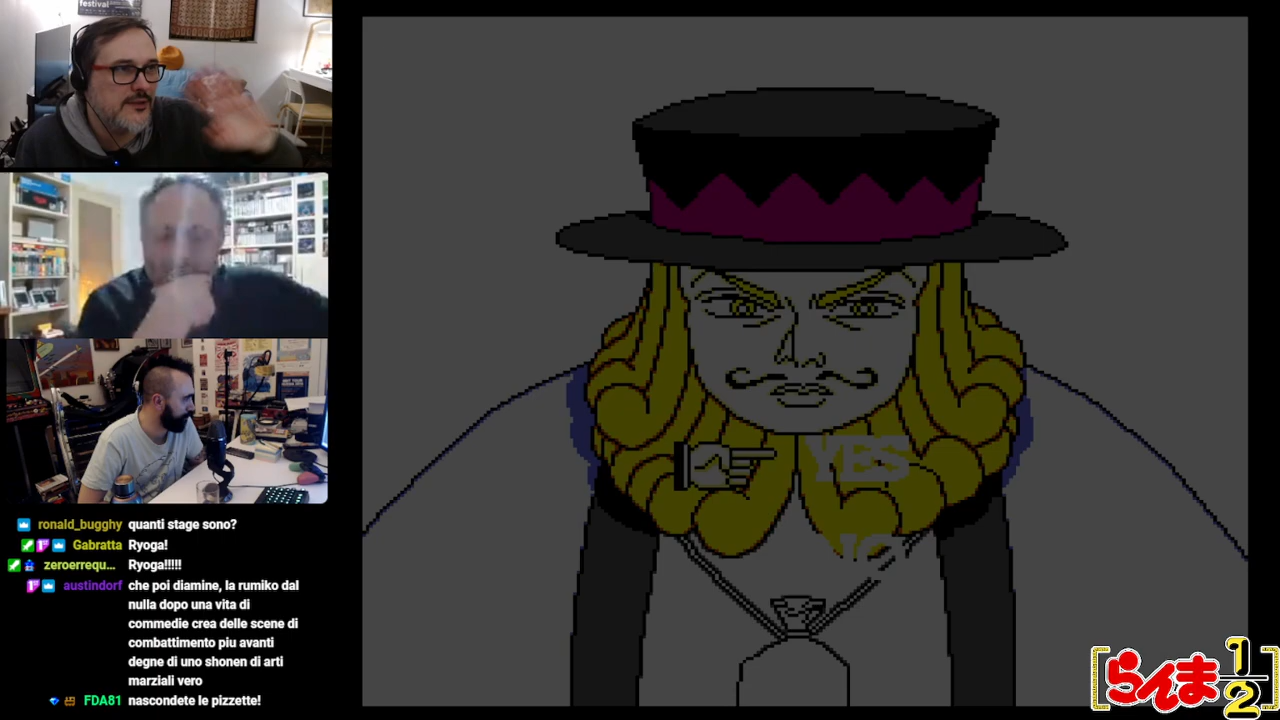 festival
YES
NO
ronald_bugghy quanti stage sono?
Gabratta Ryoga!
zeroerrequ... Ryoga!!!!!
austindorf che poi diamine, la rumiko dal
nulla dopo una vita di
commedie crea delle scene di
combattimento piu avanti
degne di uno shonen di arti
marziali vero
FDA81 nascondete le pizzette!
らんま1/2